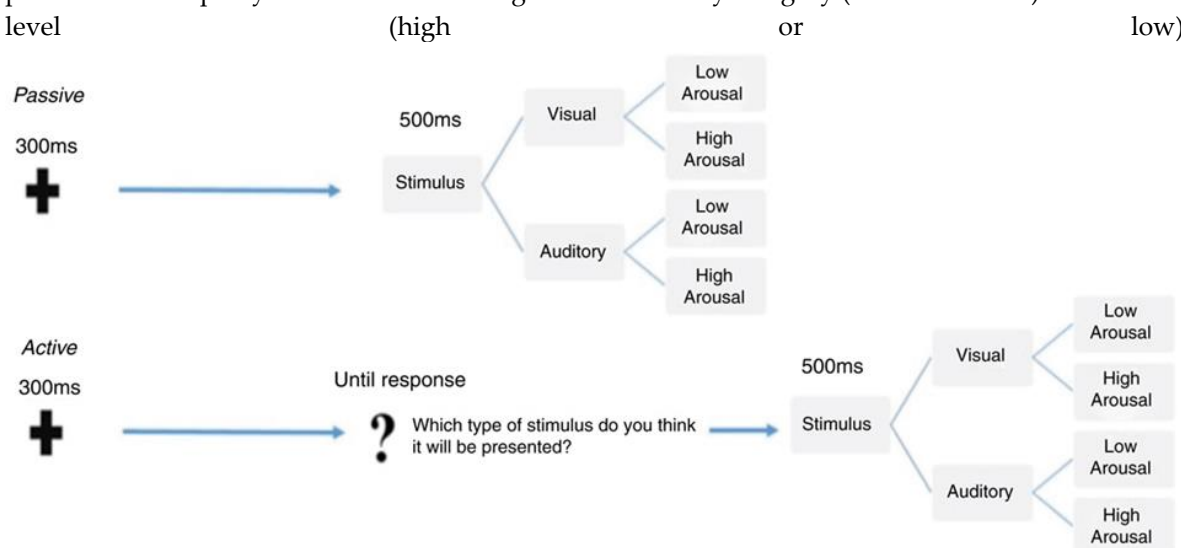 level (high or low)
Passive
300ms
500ms
Stimulus
Visual
Auditory
Low
Arousal
High
Arousal
Low
Arousal
High
Arousal
Active
300ms
Until response
?
Which type of stimulus do you think
it will be presented?
500ms
Stimulus
Visual
Auditory
Low
Arousal
High
Arousal
Low
Arousal
High
Arousal